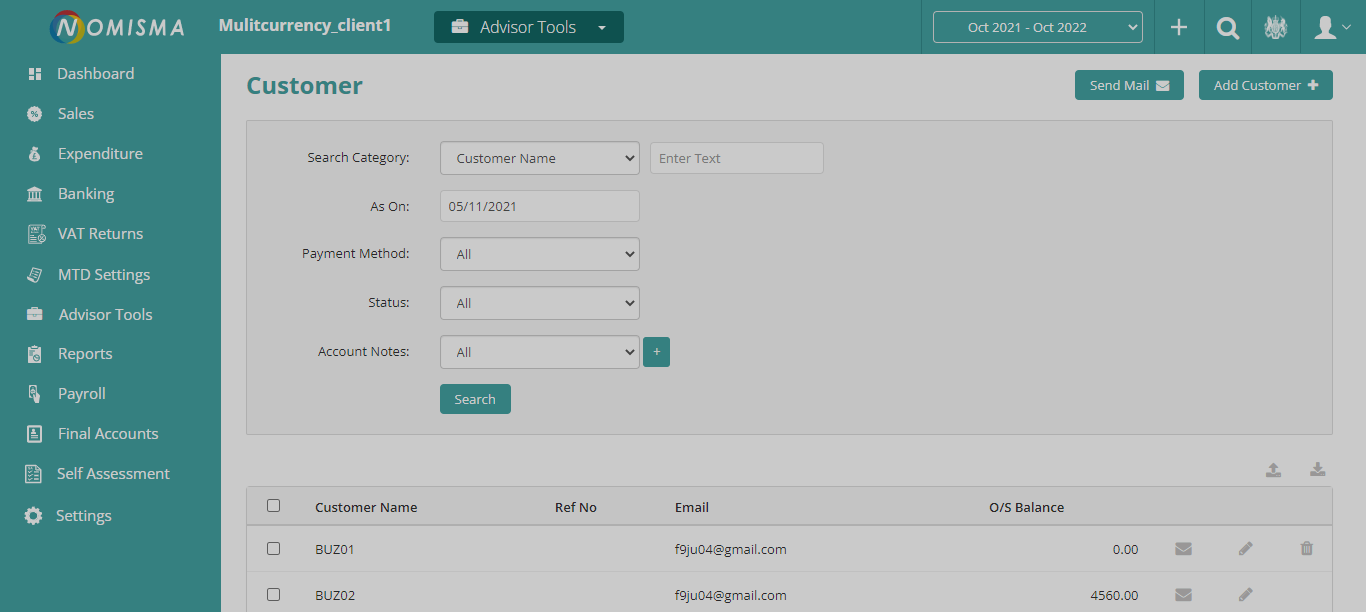 NOMISMA
Mulitcurrency_client1
Advisor Tools
Oct 2021 - Oct 2022
Dashboard
Sales
Expenditure
Banking
VAT Returns
MTD Settings
Advisor Tools
Reports
Payroll
Final Accounts
Self Assessment
Settings
Customer
Send Mail
Add Customer
Search Category: Customer Name Enter Text
As On: 05/11/2021
Payment Method: All
Status: All
Account Notes: All +
Search
Customer Name Ref No Email O/S Balance
BUZ01 f9ju04@gmail.com 0.00
BUZ02 f9ju04@gmail.com 4560.00